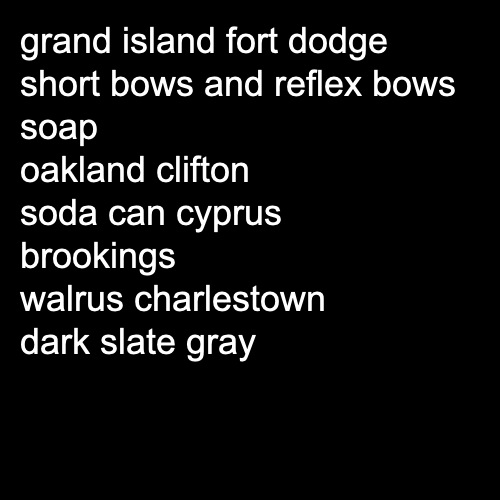 grand island fort dodge
short bows and reflex bows
soap
oakland clifton
soda can cyprus
brookings
walrus charlestown
dark slate gray